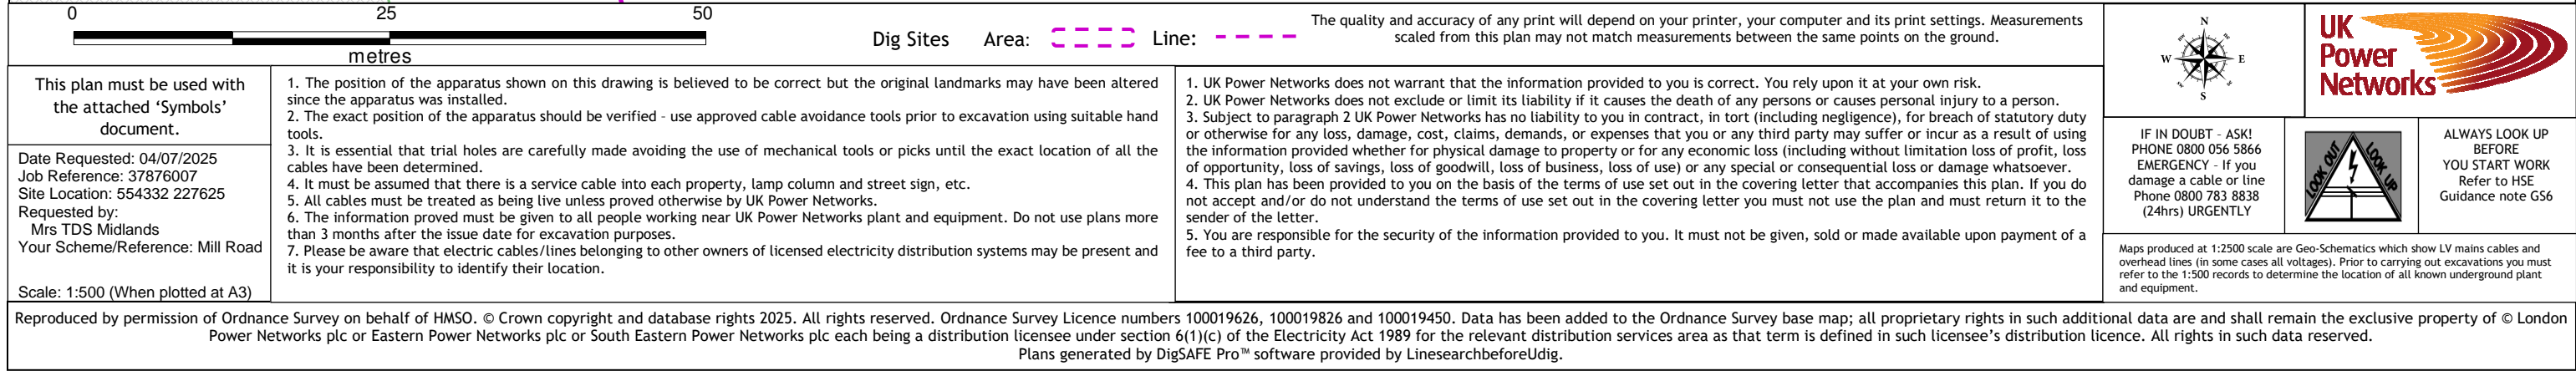 0 25 50
metres
Dig Sites Area: Line:
The quality and accuracy of any print will depend on your printer, your computer and its print settings. Measurements
scaled from this plan may not match measurements between the same points on the ground.
N
W E
S
UK
Power
Networks
This plan must be used with
the attached ‘Symbols’
document.
Date Requested: 04/07/2025
Job Reference: 37876007
Site Location: 554332 227625
Requested by:
Mrs TDS Midlands
Your Scheme/Reference: Mill Road
Scale: 1:500 (When plotted at A3)
1. The position of the apparatus shown on this drawing is believed to be correct but the original landmarks may have been altered
since the apparatus was installed.
2. The exact position of the apparatus should be verified - use approved cable avoidance tools prior to excavation using suitable hand
tools.
3. It is essential that trial holes are carefully made avoiding the use of mechanical tools or picks until the exact location of all the
cables have been determined.
4. It must be assumed that there is a service cable into each property, lamp column and street sign, etc.
5. All cables must be treated as being live unless proved otherwise by UK Power Networks.
6. The information proved must be given to all people working near UK Power Networks plant and equipment. Do not use plans more
than 3 months after the issue date for excavation purposes.
7. Please be aware that electric cables/lines belonging to other owners of licensed electricity distribution systems may be present and
it is your responsibility to identify their location.
1. UK Power Networks does not warrant that the information provided to you is correct. You rely upon it at your own risk.
2. UK Power Networks does not exclude or limit its liability if it causes the death of any persons or causes personal injury to a person.
3. Subject to paragraph 2 UK Power Networks has no liability to you in contract, in tort (including negligence), for breach of statutory duty
or otherwise for any loss, damage, cost, claims, demands, or expenses that you or any third party may suffer or incur as a result of using
the information provided whether for physical damage to property or for any economic loss (including without limitation loss of profit, loss
of opportunity, loss of savings, loss of goodwill, loss of business, loss of use) or any special or consequential loss or damage whatsoever.
4. This plan has been provided to you on the basis of the terms of use set out in the covering letter that accompanies this plan. If you do
not accept and/or do not understand the terms of use set out in the covering letter you must not use the plan and must return it to the
sender of the letter.
5. You are responsible for the security of the information provided to you. It must not be given, sold or made available upon payment of a
fee to a third party.
IF IN DOUBT - ASK!
PHONE 0800 056 5866
EMERGENCY - If you
damage a cable or line
Phone 0800 783 8838
(24hrs) URGENTLY
LOOK OUT
LOOK UP
ALWAYS LOOK UP
BEFORE
YOU START WORK
Refer to HSE
Guidance note GS6
Maps produced at 1:2500 scale are Geo-Schematics which show LV mains cables and
overhead lines (in some cases all voltages). Prior to carrying out excavations you must
refer to the 1:500 records to determine the location of all known underground plant
and equipment.
Reproduced by permission of Ordnance Survey on behalf of HMSO. © Crown copyright and database rights 2025. All rights reserved. Ordnance Survey Licence numbers 100019626, 100019826 and 100019450. Data has been added to the Ordnance Survey base map; all proprietary rights in such additional data are and shall remain the exclusive property of © London
Power Networks plc or Eastern Power Networks plc or South Eastern Power Networks plc each being a distribution licensee under section 6(1)(c) of the Electricity Act 1989 for the relevant distribution services area as that term is defined in such licensee’s distribution licence. All rights in such data reserved.
Plans generated by DigSAFE Pro™ software provided by LinesearchbeforeUdig.